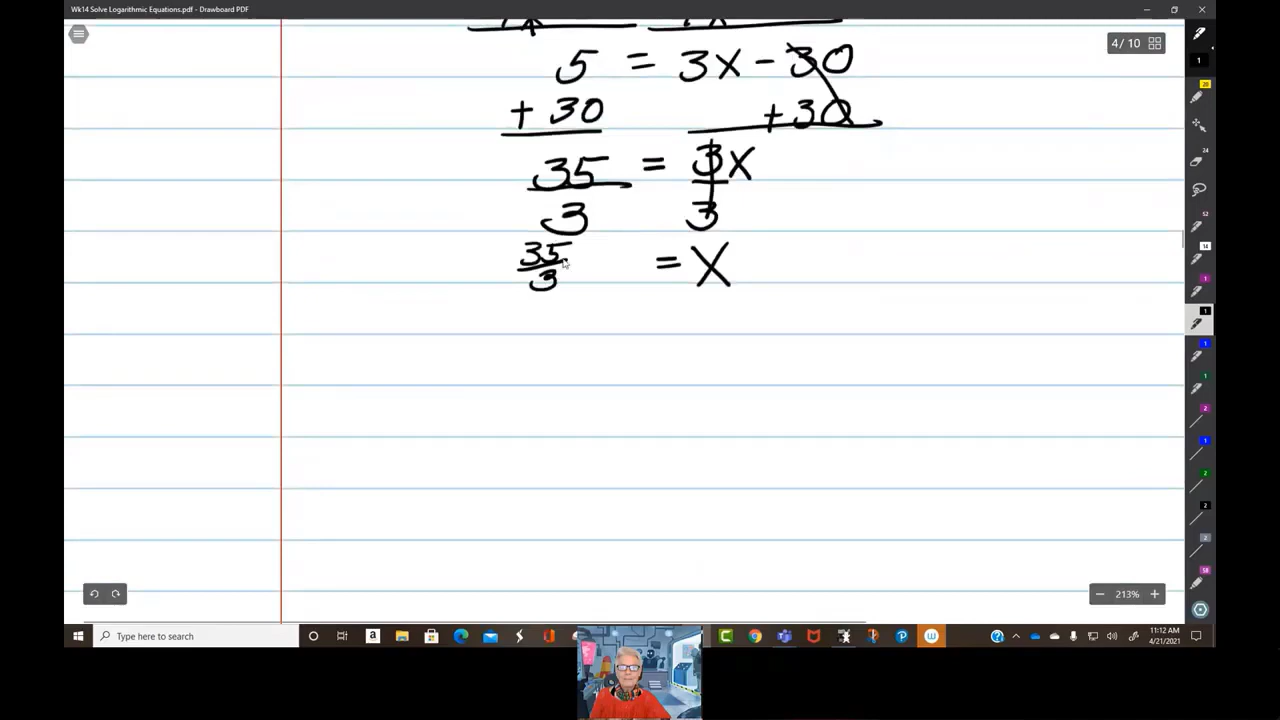 Wk14 Solve Logarithmic Equations.pdf - Drawboard PDF
4 / 10
5 = 3x - 30
+ 30 + 30
35 = 3x
3 3
35/3 = x
213%
Type here to search
11:12 AM
4/21/2021